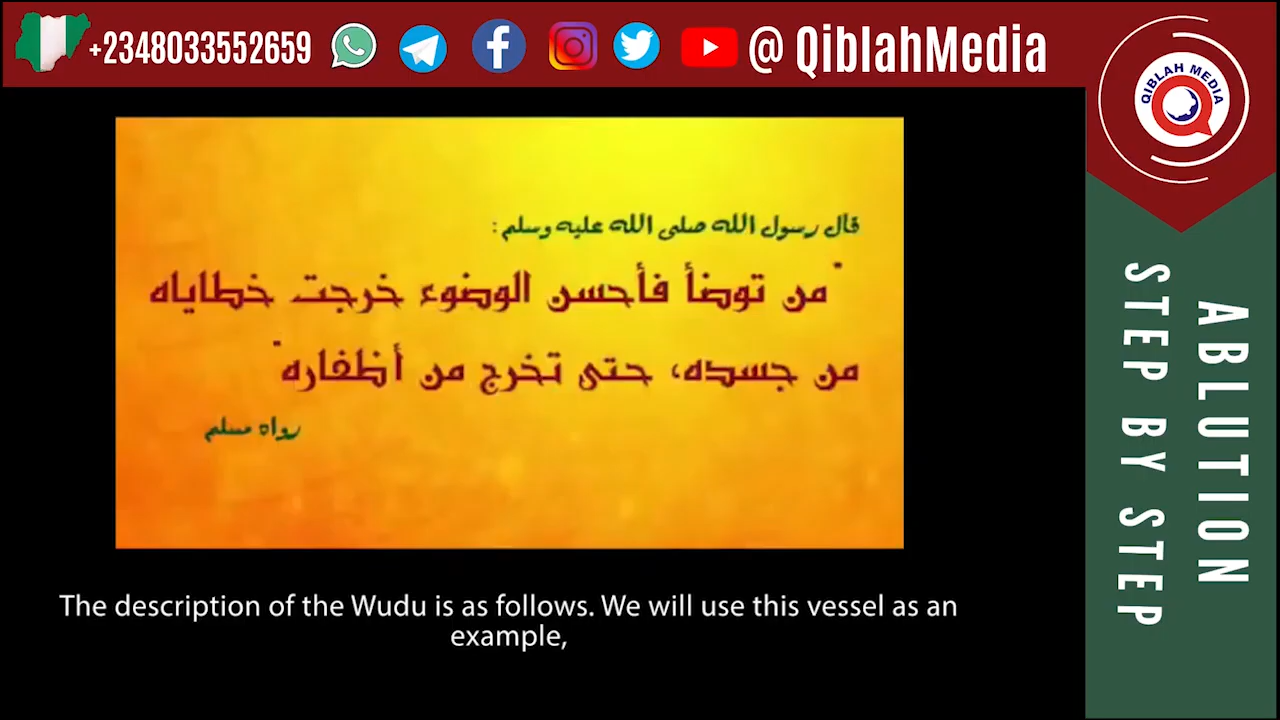 +2348033552659 @ QiblahMedia
QIBLAH MEDIA
قال رسول الله صلى الله عليه وسلم :
" من توضأ فأحسن الوضوء خرجت خطاياه
من جسده، حتى تخرج من أظفاره "
رواه مسلم
ABLUTION
STEP BY STEP
The description of the Wudu is as follows. We will use this vessel as an
example,